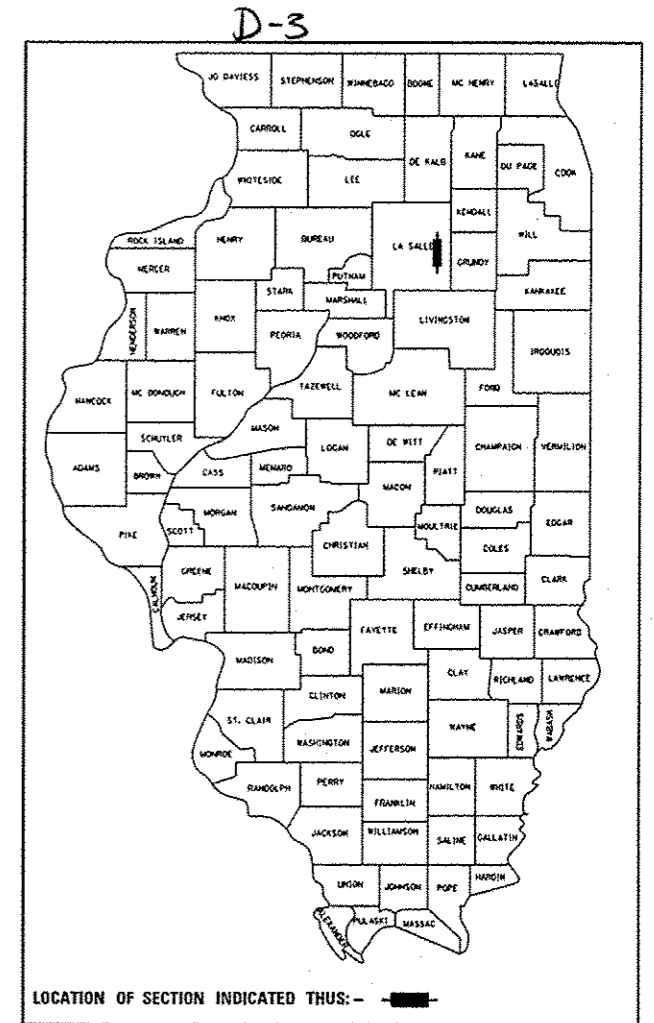 D-3
JO DAVIESS STEPHENSON WINNEBAGO BOONE MC HENRY LASALLE
CARROLL OGLE DE KALB KANE DU PAGE COOK
WHITESIDE LEE
KENDALL WILL
ROCK ISLAND HENRY BUREAU LA SALLE GRUNDY
MERCER PUTNAM KANKAKEE
STARK MARSHALL
HENDERSON WARREN KNOX PEORIA WOODFORD LIVINGSTON IROQUOIS
HANCOCK MC DONOUGH FULTON TAZEWELL MC LEAN FORD
SCHUYLER MASON LOGAN DE WITT CHAMPAIGN VERMILION
ADAMS BROWN CASS MENARD MACON PIATT
PIKE SCOTT MORGAN SANGAMON CHRISTIAN MOULTRIE DOUGLAS EDGAR
COLES
CALHOUN GREENE MACOUPIN MONTGOMERY SHELBY CUMBERLAND CLARK
JERSEY
FAYETTE EFFINGHAM JASPER CRAWFORD
MADISON BOND
CLAY RICHLAND LAWRENCE
CLINTON MARION
ST. CLAIR WAYNE EDWARDS WABASH
MONROE WASHINGTON JEFFERSON
RANDOLPH PERRY HAMILTON WHITE
FRANKLIN
JACKSON WILLIAMSON SALINE GALLATIN
UNION JOHNSON POPE HARDIN
ALEXANDER PULASKI MASSAC
LOCATION OF SECTION INDICATED THUS:-